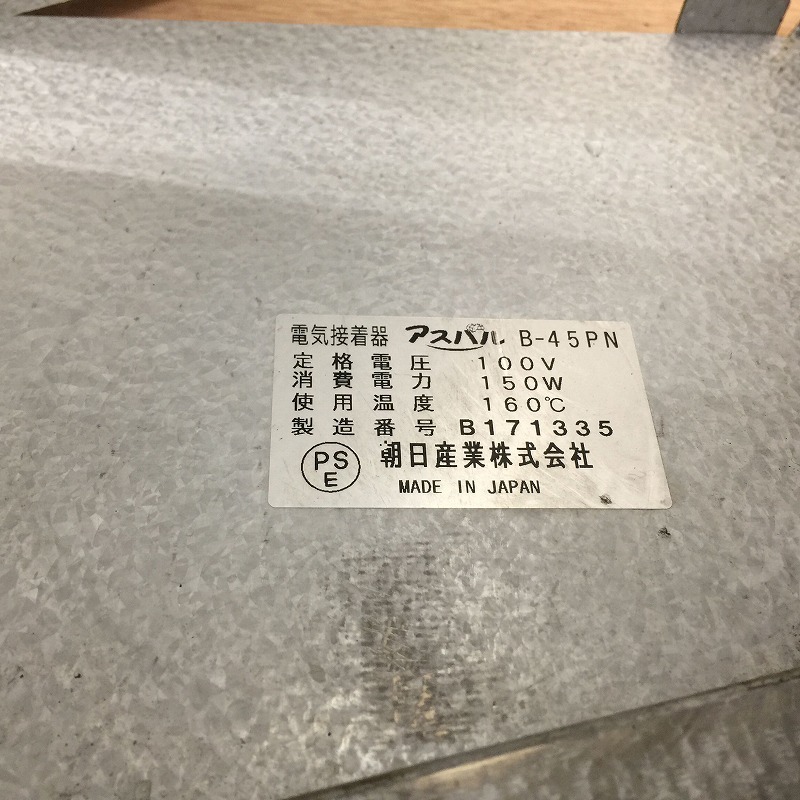 電気接着器 アスパル B-45PN
定格電圧 100V
消費電力 150W
使用温度 160℃
製造番号 B171335
PSE 朝日産業株式会社
MADE IN JAPAN